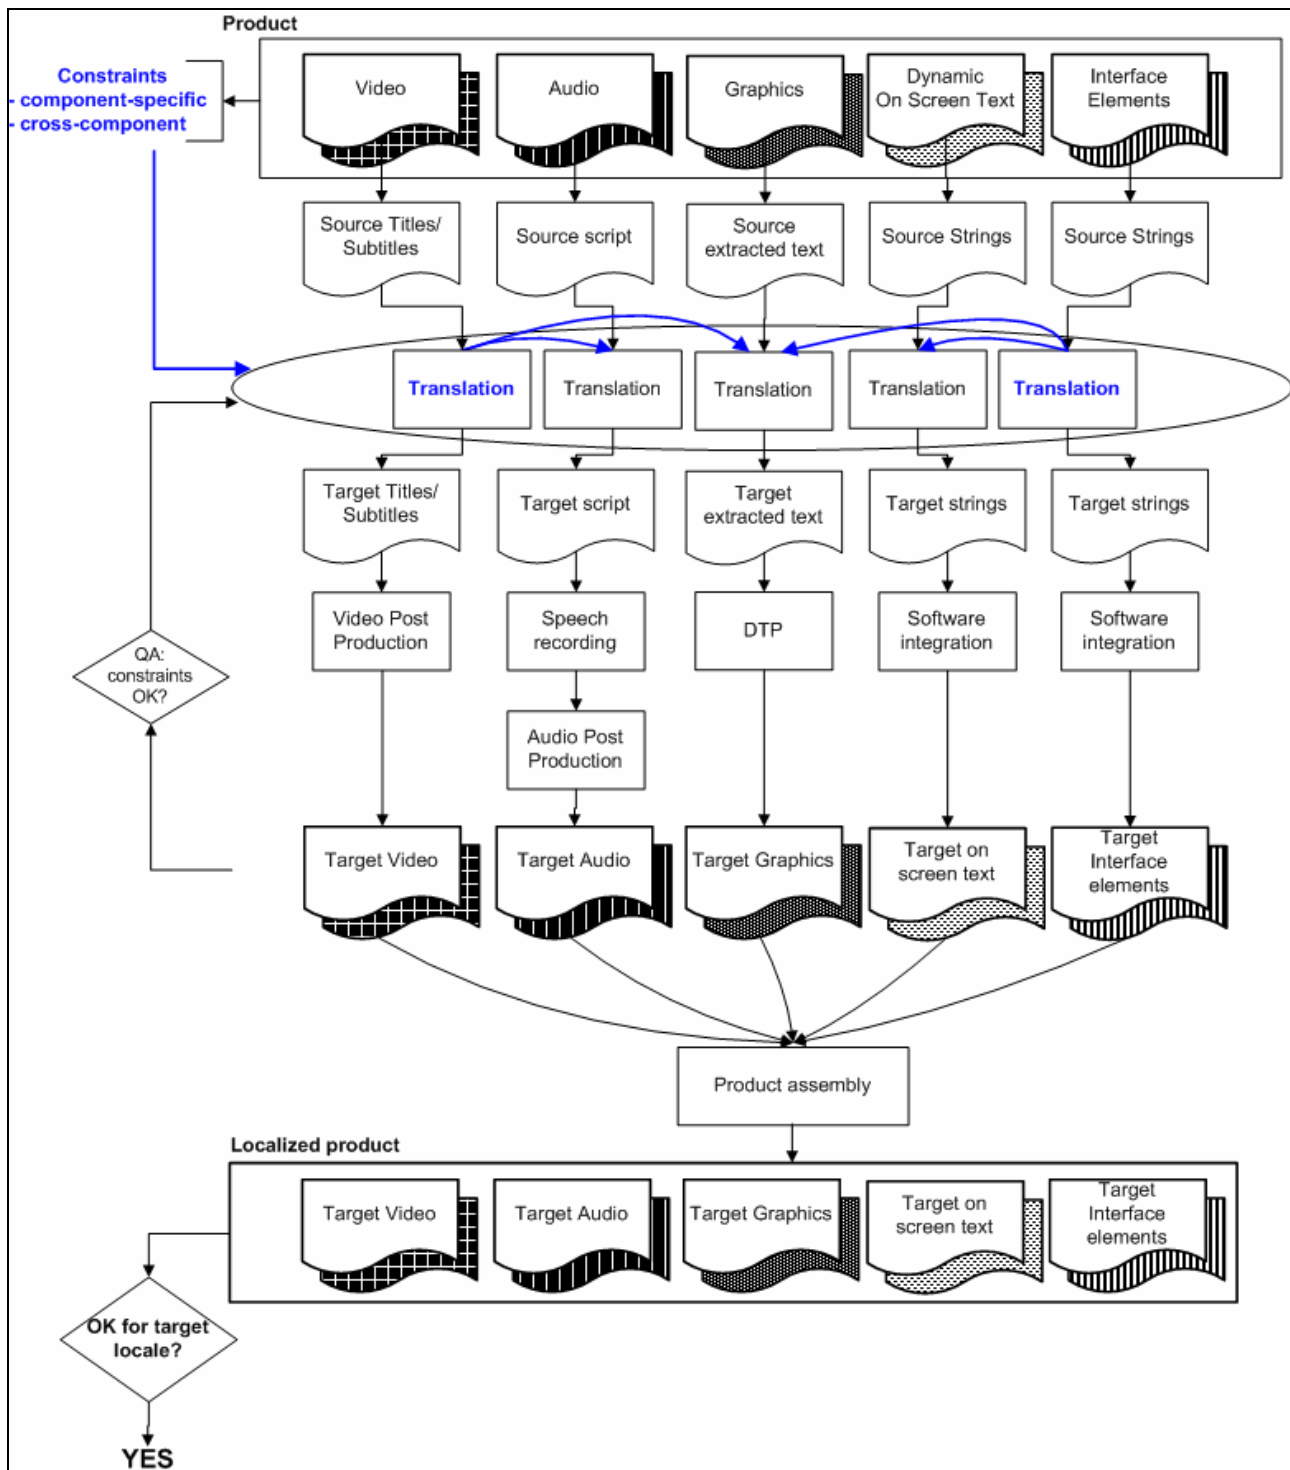 Product
Constraints
- component-specific
- cross-component
Video
Audio
Graphics
Dynamic
On Screen Text
Interface
Elements
Source Titles/
Subtitles
Source script
Source
extracted text
Source Strings
Source Strings
Translation
Translation
Translation
Translation
Translation
Target Titles/
Subtitles
Target script
Target
extracted text
Target strings
Target strings
Video Post
Production
Speech
recording
DTP
Software
integration
Software
integration
QA:
constraints
OK?
Audio Post
Production
Target Video
Target Audio
Target Graphics
Target on
screen text
Target
Interface
elements
Product assembly
Localized product
Target Video
Target Audio
Target Graphics
Target on
screen text
Target
Interface
elements
OK for target
locale?
YES